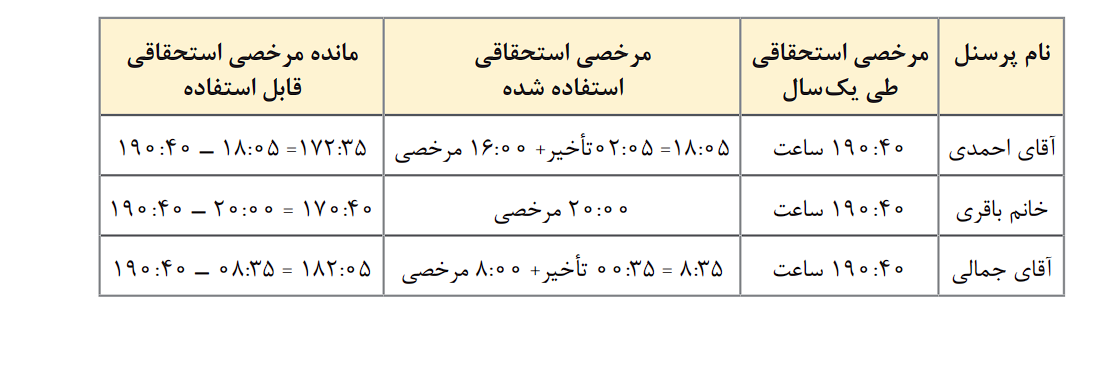 نام پرسنل
مرخصی استحقاقی
طی یک‌سال
مرخصی استحقاقی
استفاده شده
مانده مرخصی استحقاقی
قابل استفاده
آقای احمدی
۱۹۰:۴۰ ساعت
۱۸:۰۵= ۰۲:۰۵تأخیر+ ۱۶:۰۰ مرخصی
۱۹۰:۴۰ – ۱۸:۰۵ =۱۷۲:۳۵
خانم باقری
۱۹۰:۴۰ ساعت
۲۰:۰۰ مرخصی
۱۹۰:۴۰ – ۲۰:۰۰ = ۱۷۰:۴۰
آقای جمالی
۱۹۰:۴۰ ساعت
۸:۳۵ = ۰۰:۳۵ تأخیر+ ۸:۰۰ مرخصی
۱۹۰:۴۰ – ۰۸:۳۵ = ۱۸۲:۰۵